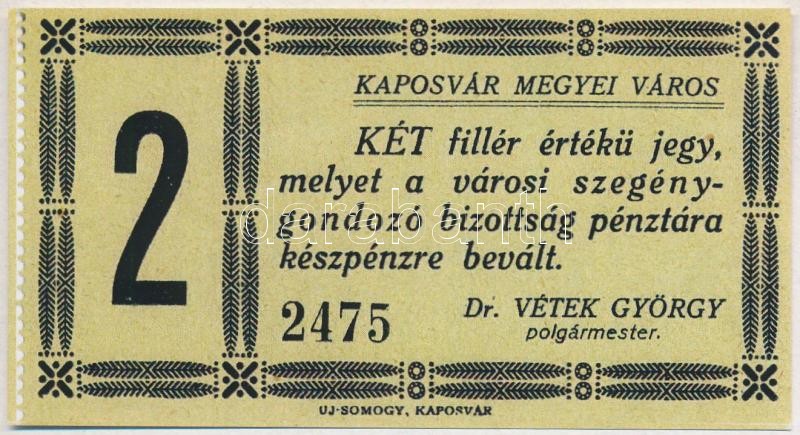 2
KAPOSVÁR MEGYEI VÁROS
KÉT fillér értékü jegy,
melyet a városi szegény-
gondozó bizottság pénztára
készpénzre bevált.
2475
Dr. VÉTEK GYÖRGY
polgármester.
UJ-SOMOGY, KAPOSVÁR
darabanth